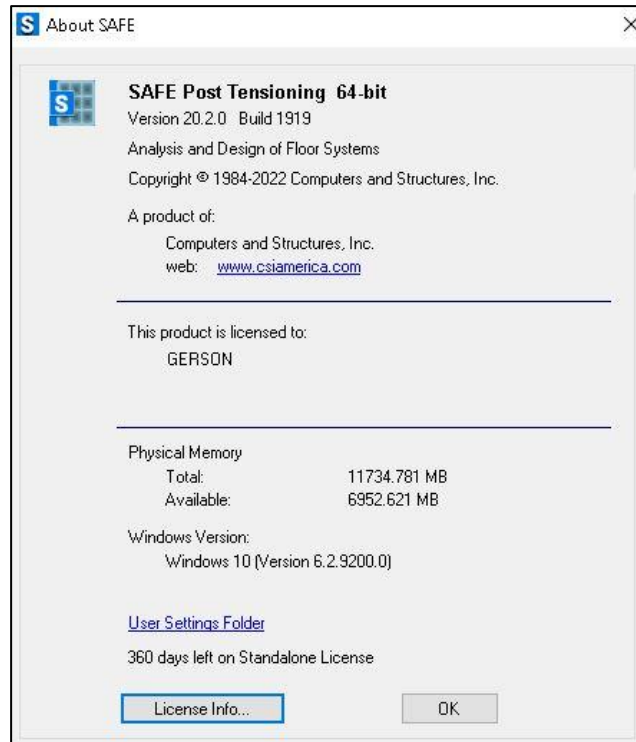 S About SAFE
S
SAFE Post Tensioning 64-bit
Version 20.2.0 Build 1919
Analysis and Design of Floor Systems
Copyright © 1984-2022 Computers and Structures, Inc.
A product of:
Computers and Structures, Inc.
web: www.csiamerica.com
This product is licensed to:
GERSON
Physical Memory
Total: 11734.781 MB
Available: 6952.621 MB
Windows Version:
Windows 10 (Version 6.2.9200.0)
User Settings Folder
360 days left on Standalone License
License Info... OK